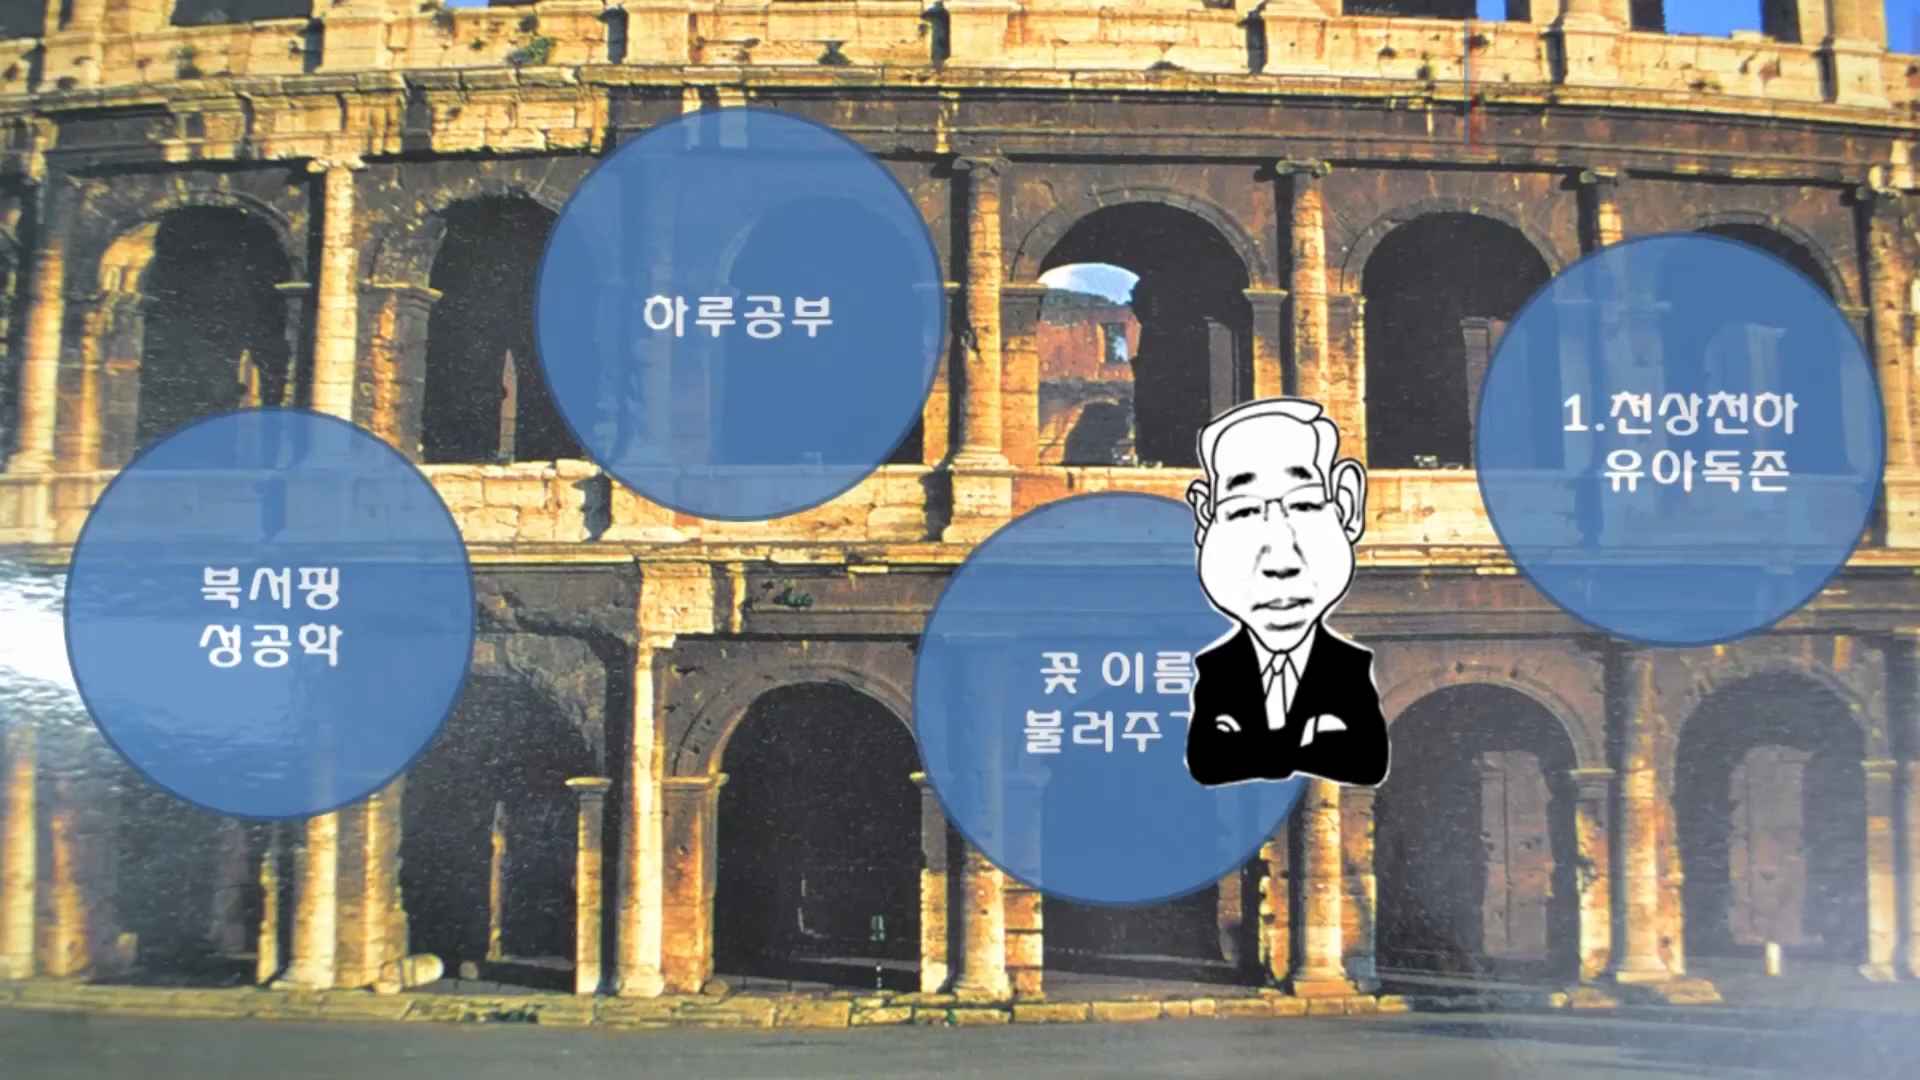 북서핑
성공학
하루공부
꽃 이름
불러주
1.천상천하
유아독존